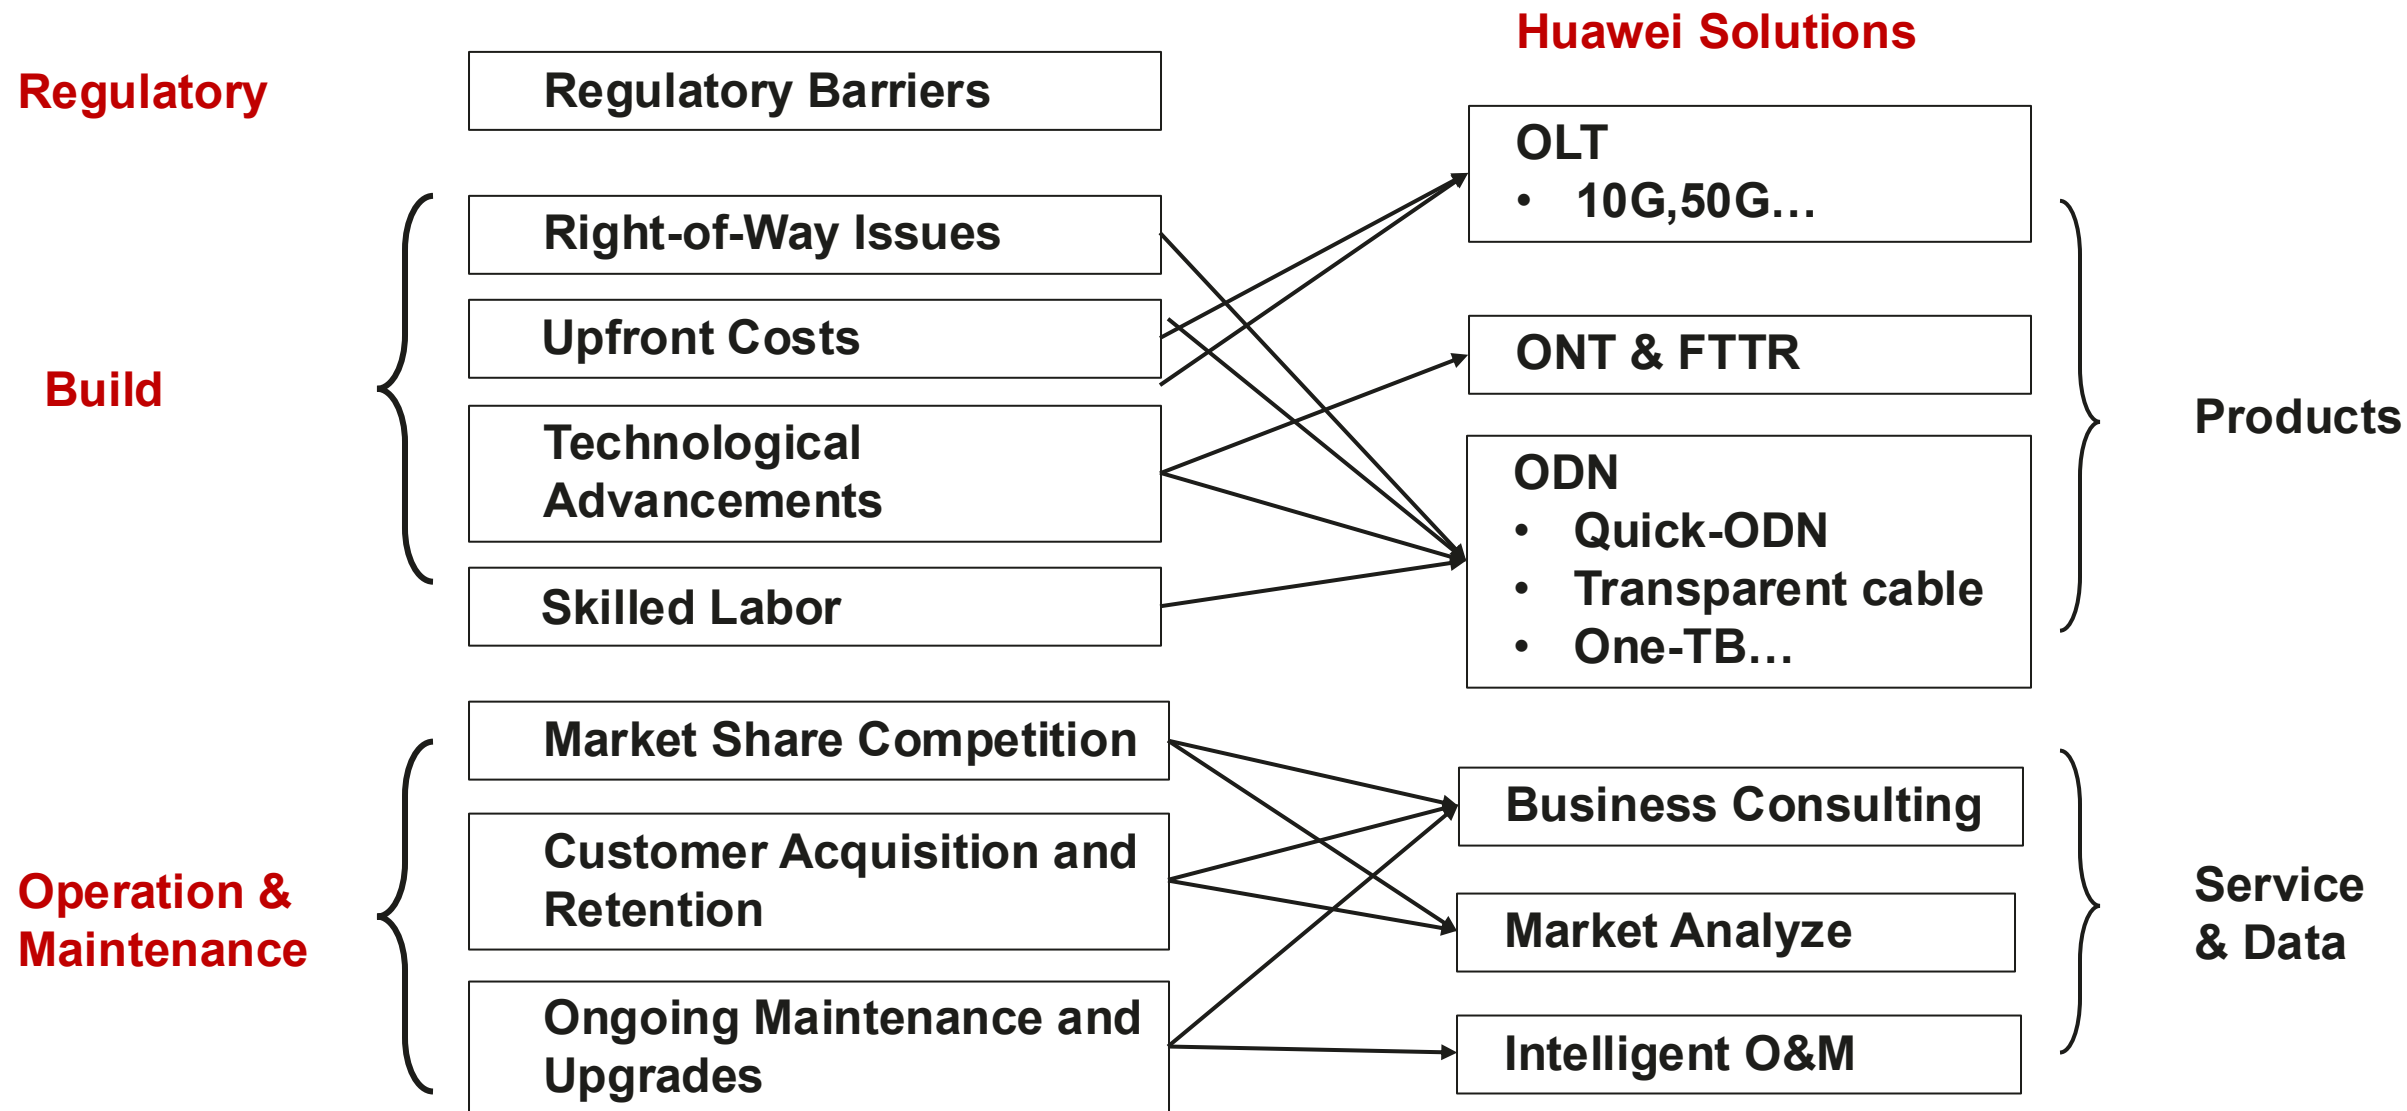 Huawei Solutions
Regulatory
Regulatory Barriers
Build
Right-of-Way Issues
Upfront Costs
Technological
Advancements
Skilled Labor
Operation &
Maintenance
Market Share Competition
Customer Acquisition and
Retention
Ongoing Maintenance and
Upgrades
OLT
• 10G,50G…
ONT & FTTR
ODN
• Quick-ODN
• Transparent cable
• One-TB…
Products
Business Consulting
Market Analyze
Intelligent O&M
Service
& Data